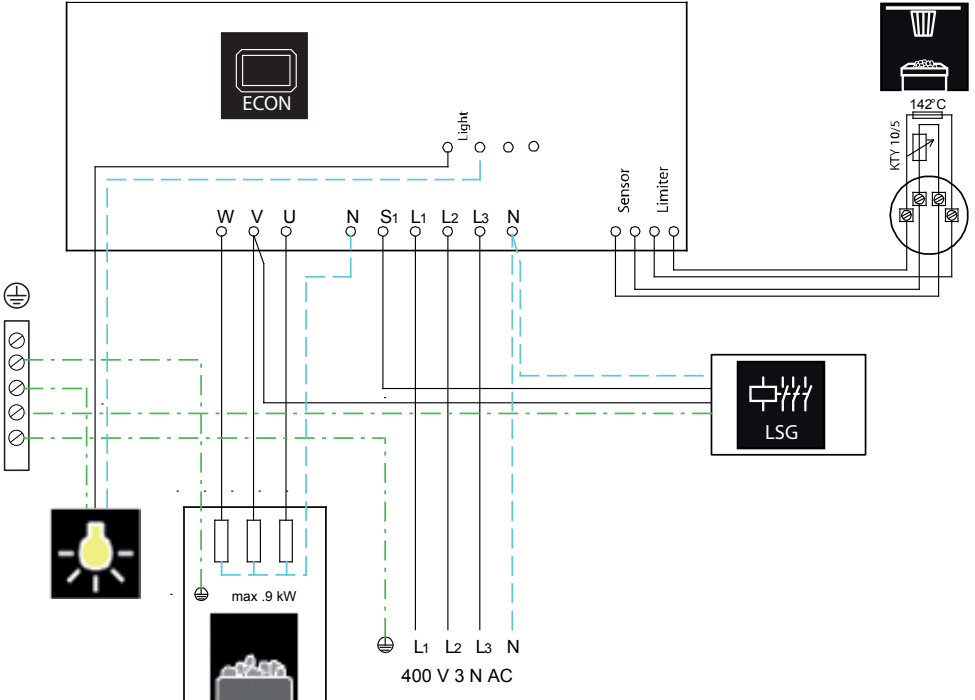 ECON
142°C
Light
KTY 10/5
Sensor
Limiter
W V U N S1 L1 L2 L3 N
LSG
max .9 kW
L1 L2 L3 N
400 V 3 N AC